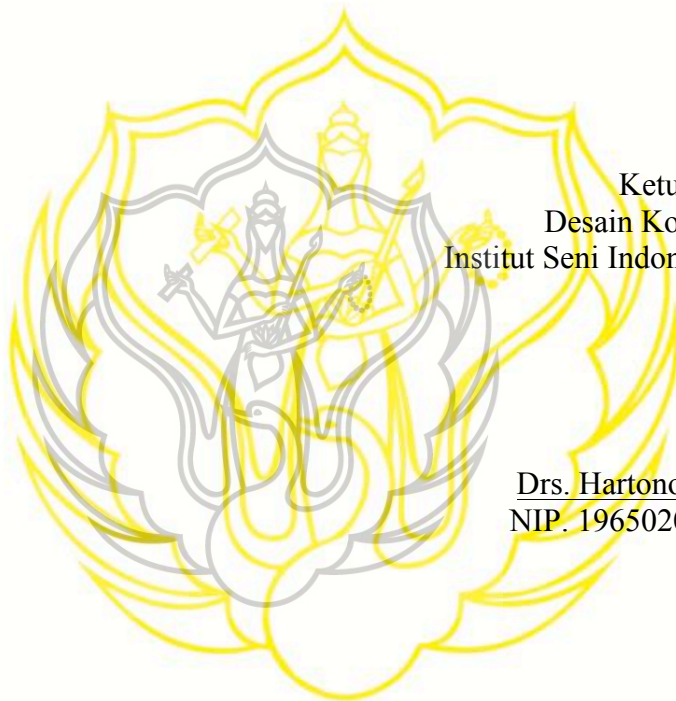 Ketu
Desain Ko
Institut Seni Indon
Drs. Hartono
NIP. 1965020